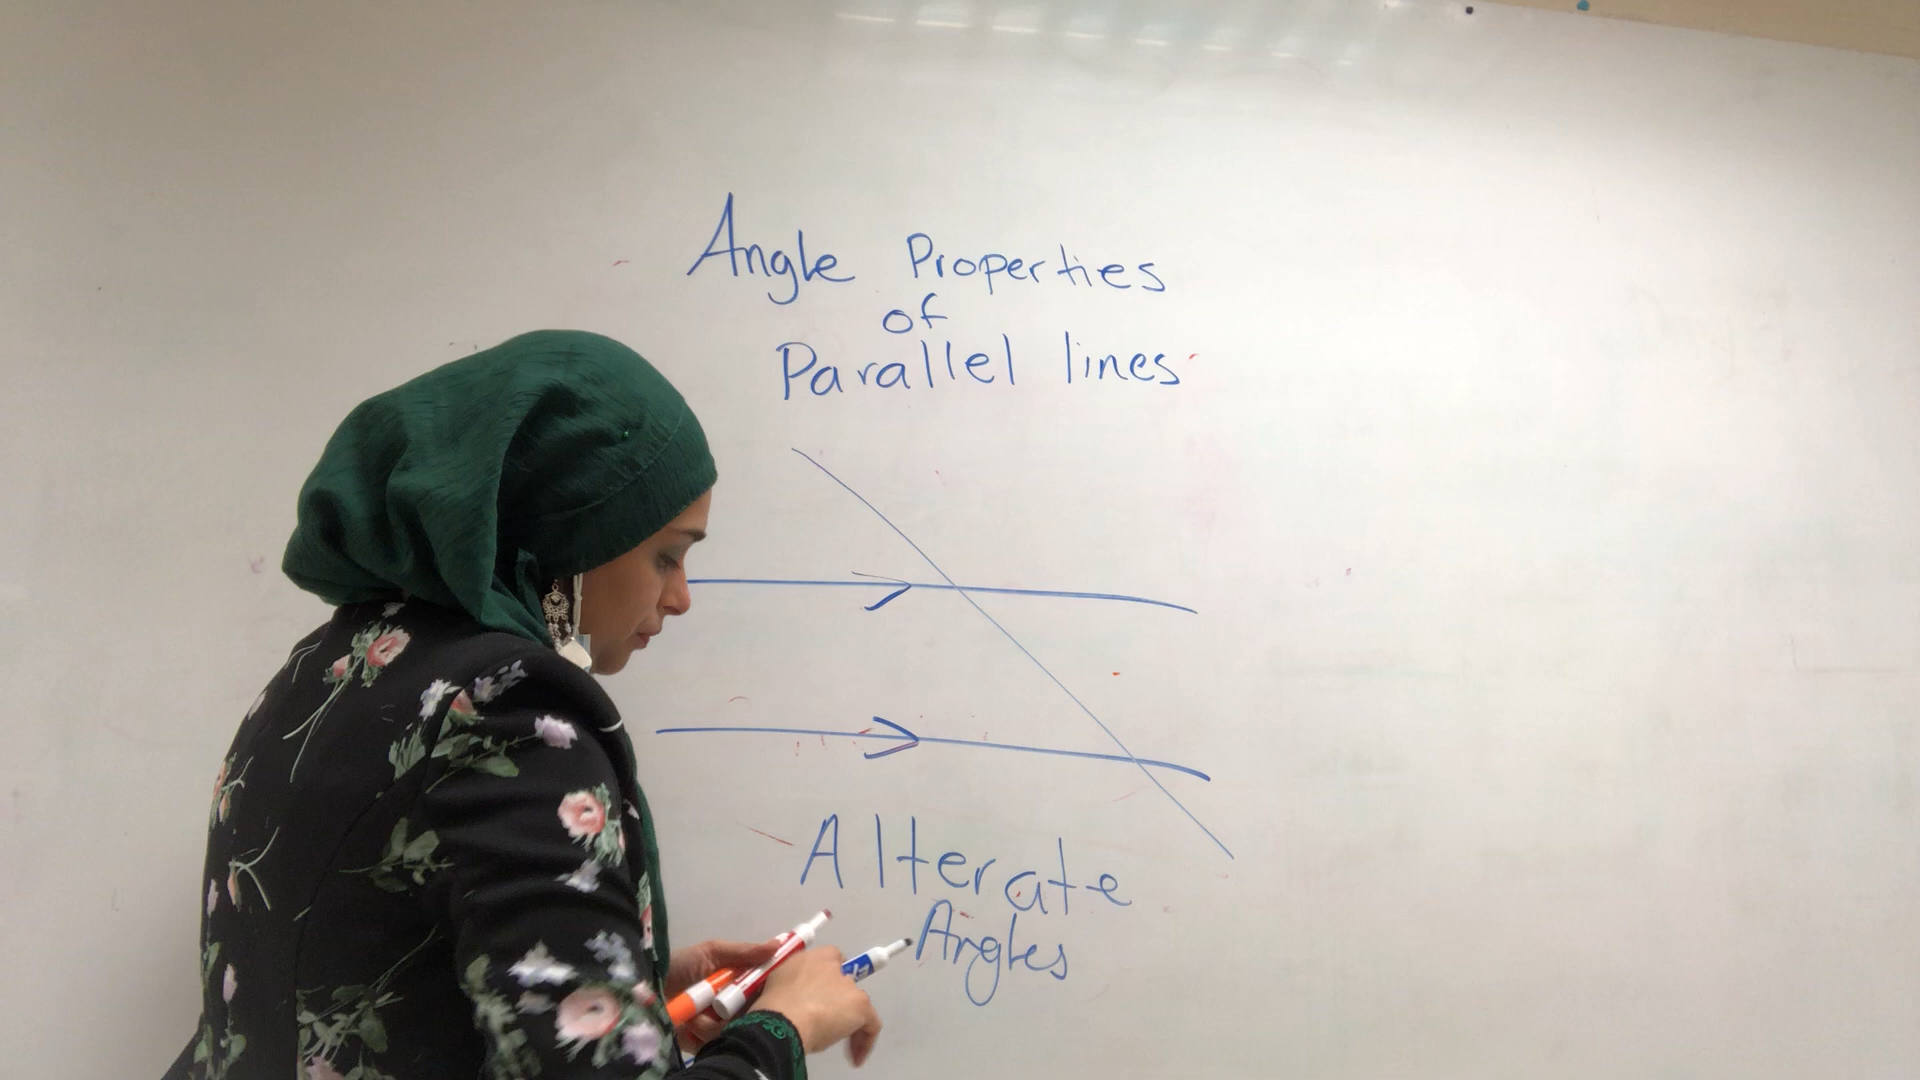 Angle Properties
of
Parallel lines
Alterate
Angles